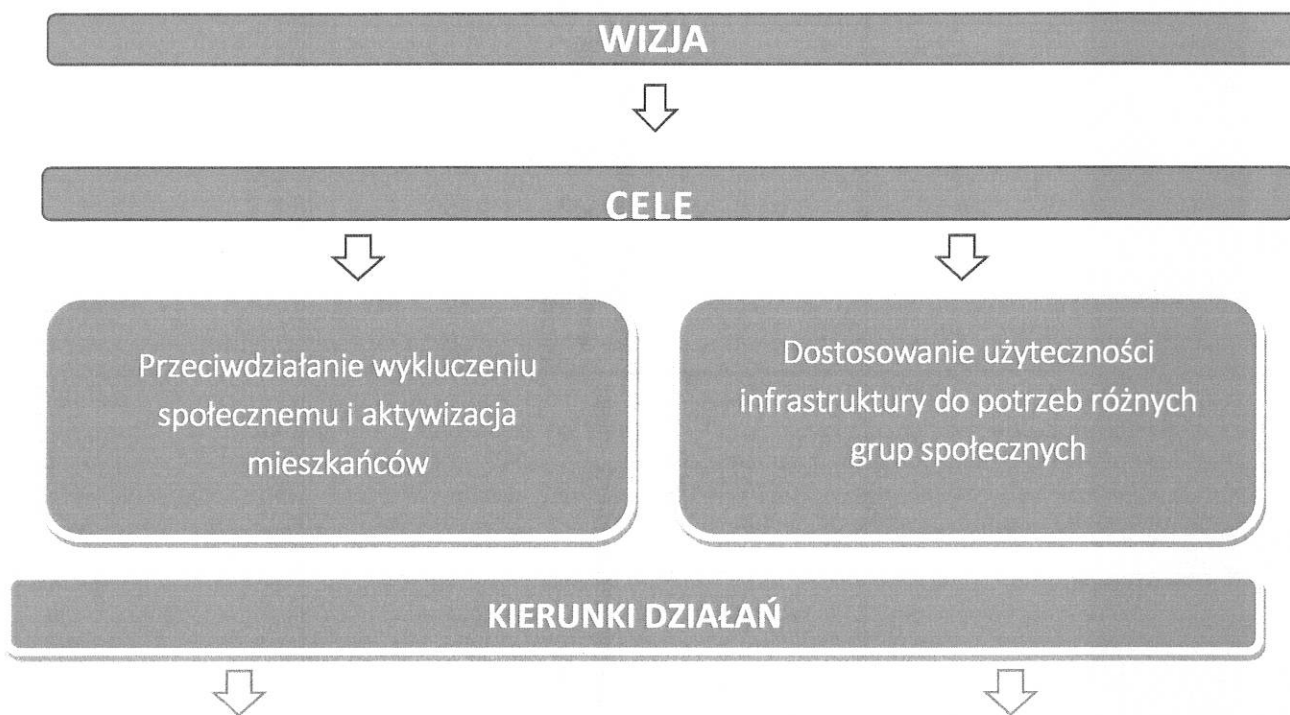 WIZJA
CELE
Przeciwdziałanie wykluczeniu
społecznemu i aktywizacja
mieszkańców
Dostosowanie użyteczności
infrastruktury do potrzeb różnych
grup społecznych
KIERUNKI DZIAŁAŃ